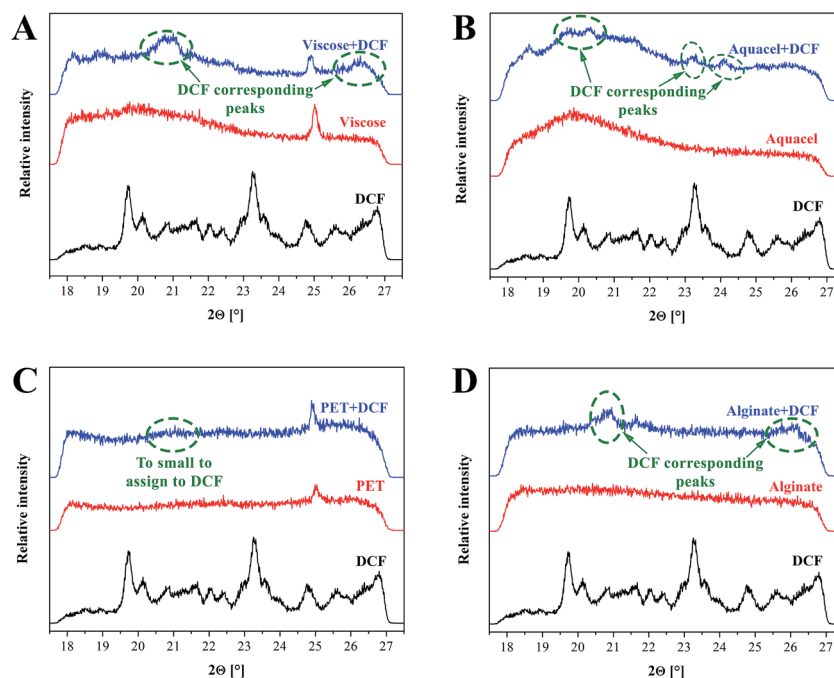 A
Viscose+DCF
DCF corresponding
peaks
Viscose
DCF
Relative intensity
18 19 20 21 22 23 24 25 26 27
2Θ [°]
B
Aquacel+DCF
DCF corresponding
peaks
Aquacel
DCF
Relative intensity
18 19 20 21 22 23 24 25 26 27
2Θ [°]
C
PET+DCF
To small to
assign to DCF
PET
DCF
Relative intensity
18 19 20 21 22 23 24 25 26 27
2Θ [°]
D
Alginate+DCF
DCF corresponding
peaks
Alginate
DCF
Relative intensity
18 19 20 21 22 23 24 25 26 27
2Θ [°]